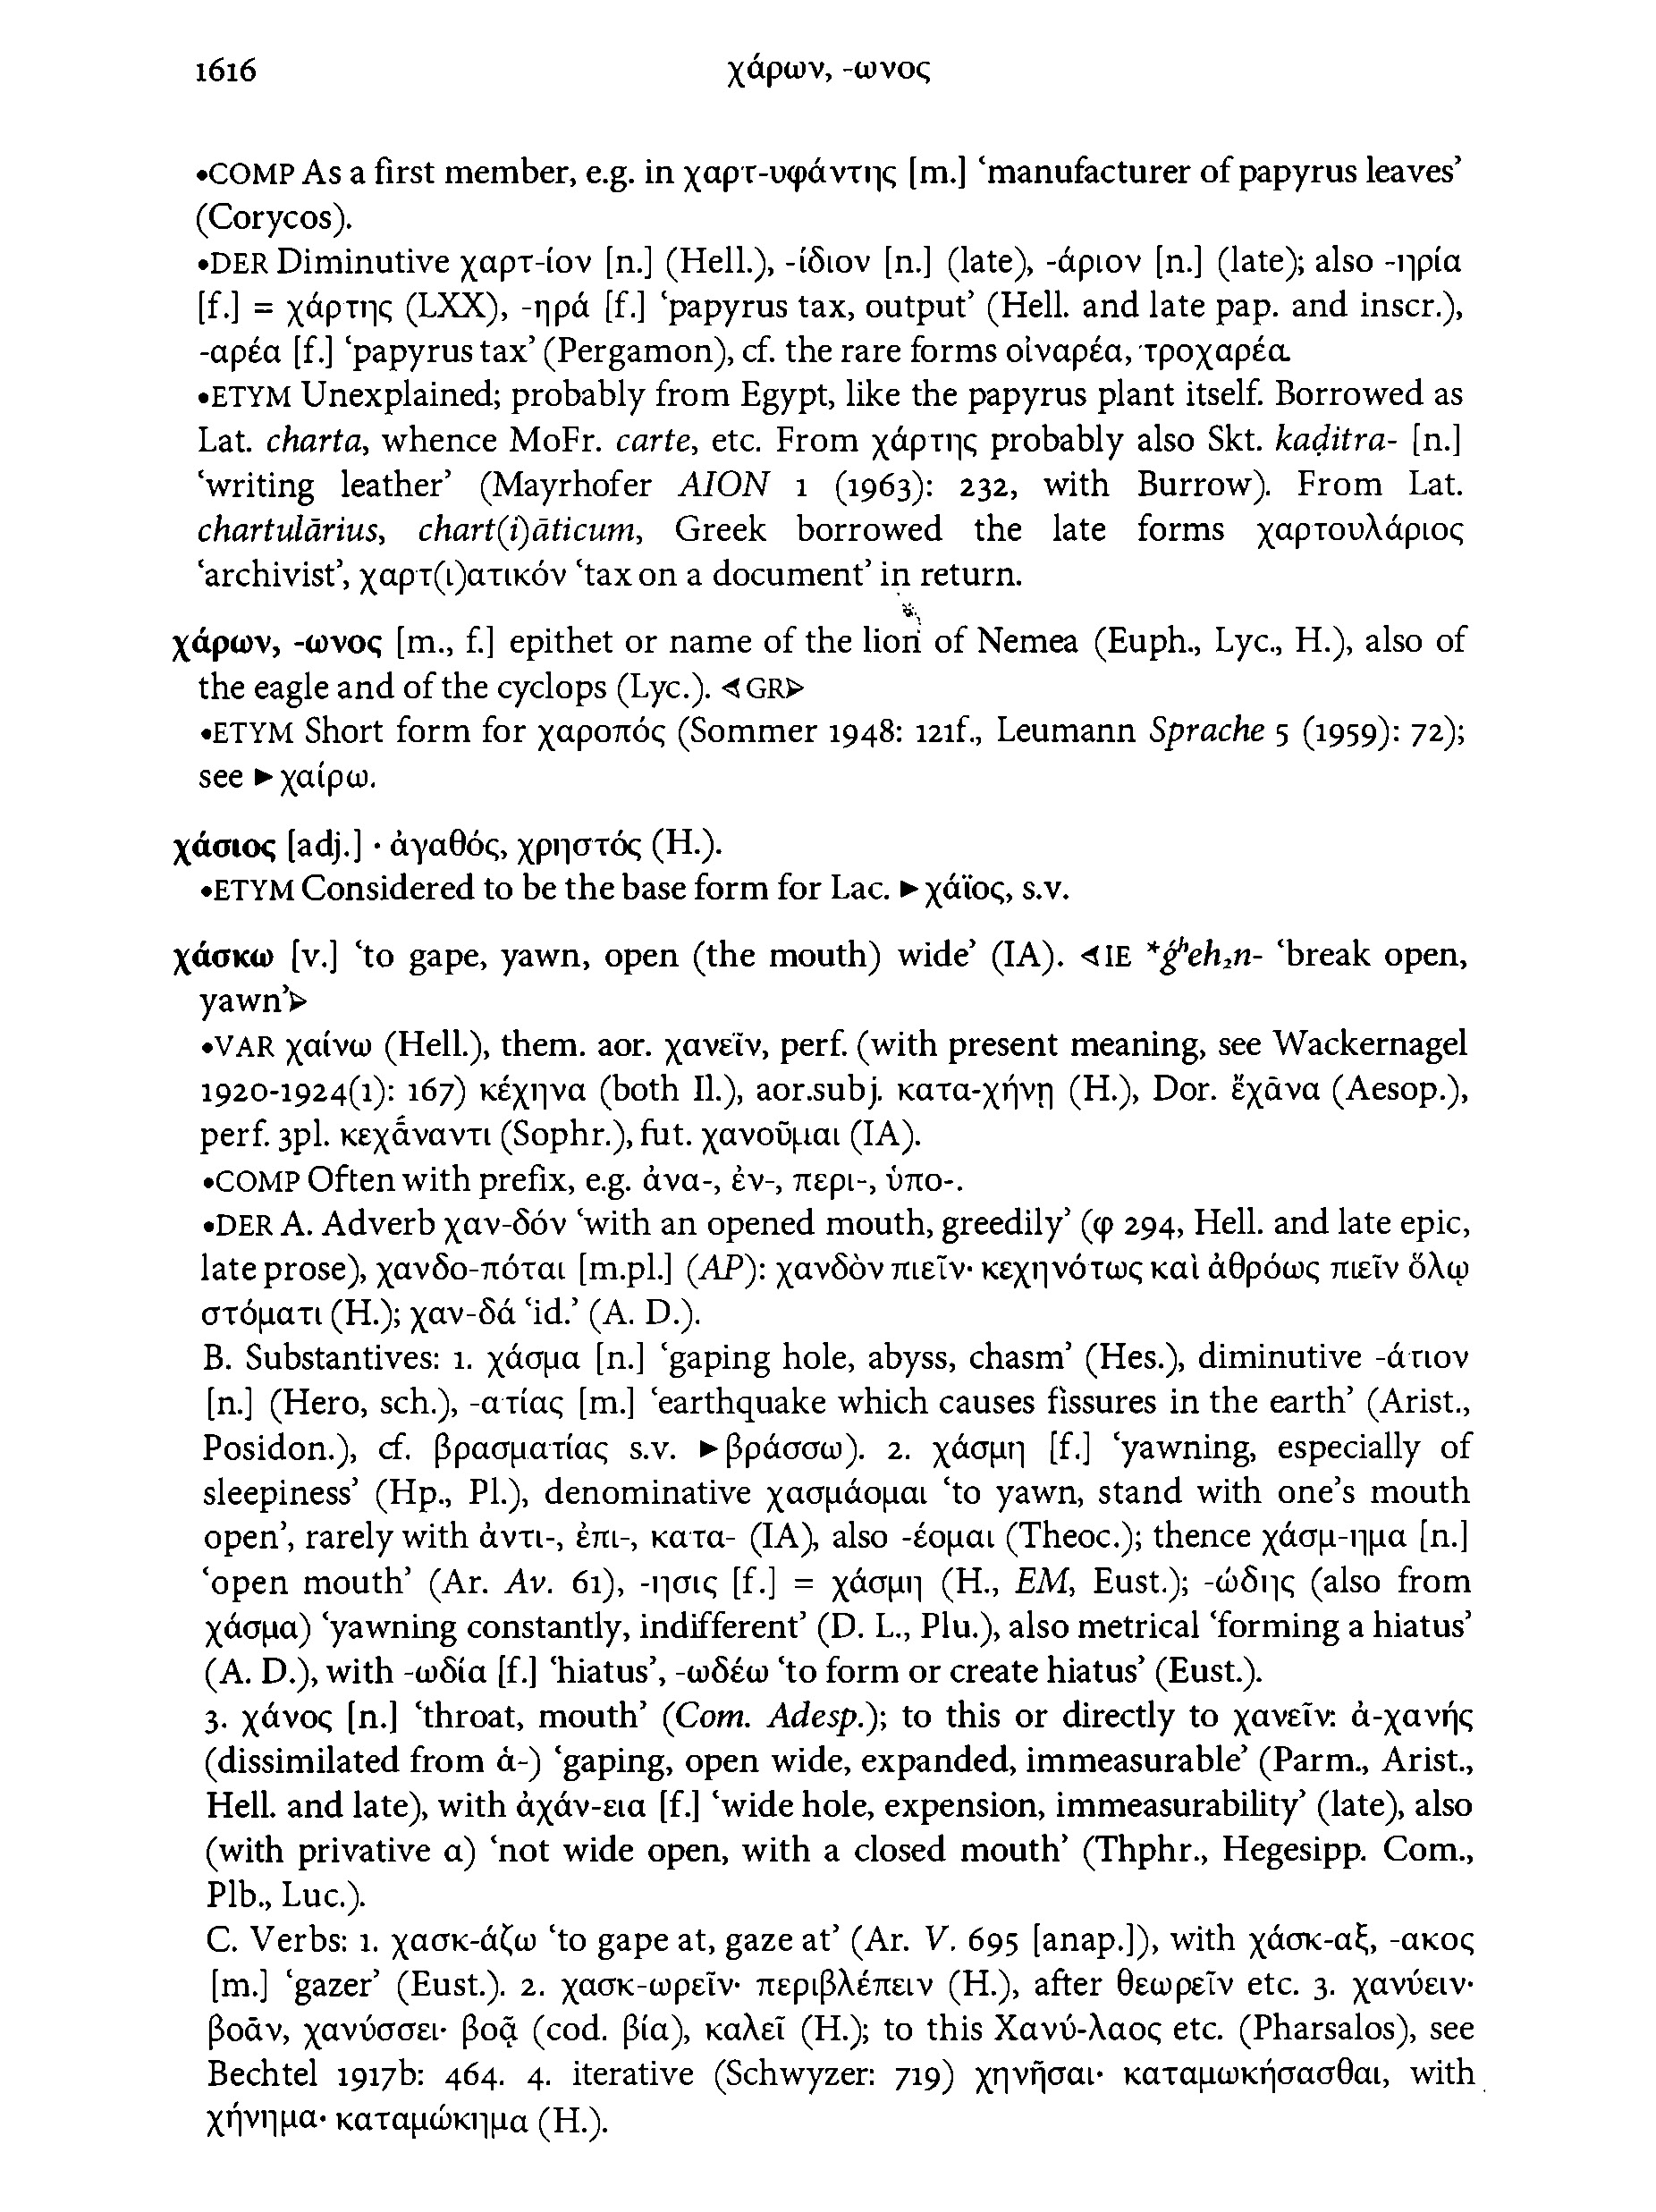 1616 χάρων, -ωνος
•COMP As a first member, e.g. in χαρτ-υφάντης [m.] ‘manufacturer of papyrus leaves’
(Corycos).
•DER Diminutive χαρτ-ίον [n.] (Hell.), -ίδιον [n.] (late), -άριον [n.] (late); also -ηρία
[f.] = χάρτης (LXX), -ηρά [f.] ‘papyrus tax, output’ (Hell. and late pap. and inscr.),
-αρέα [f.] ‘papyrus tax’ (Pergamon), cf. the rare forms οἰναρέα, τροχαρέα.
•ETYM Unexplained; probably from Egypt, like the papyrus plant itself. Borrowed as
Lat. charta, whence MoFr. carte, etc. From χάρτης probably also Skt. kaḍitra- [n.]
‘writing leather’ (Mayrhofer AION 1 (1963): 232, with Burrow). From Lat.
chartulārius, chart(i)āticum, Greek borrowed the late forms χαρτουλάριος
‘archivist’, χαρτ(ι)ατικόν ‘tax on a document’ in return.
χάρων, -ωνος [m., f.] epithet or name of the lion of Nemea (Euph., Lyc., H.), also of
the eagle and of the cyclops (Lyc.). ◁GR▷
•ETYM Short form for χαροπός (Sommer 1948: 121f., Leumann Sprache 5 (1959): 72);
see ►χαίρω.
χάσιος [adj.] · ἀγαθός, χρηστός (H.).
•ETYM Considered to be the base form for Lac. ►χάϊος, s.v.
χάσκω [v.] ‘to gape, yawn, open (the mouth) wide’ (IA). ◁IE *ǵʰeh₂n- ‘break open,
yawn’▷
•VAR χαίνω (Hell.), them. aor. χανεῖν, perf. (with present meaning, see Wackernagel
1920-1924(1): 167) κέχηνα (both Il.), aor.subj. κατα-χήνῃ (H.), Dor. ἔχᾱνα (Aesop.),
perf. 3pl. κεχᾱ́ναντι (Sophr.), fut. χανοῦμαι (IA).
•COMP Often with prefix, e.g. ἀνα-, ἐν-, περι-, ὑπο-.
•DER A. Adverb χαν-δόν ‘with an opened mouth, greedily’ (φ 294, Hell. and late epic,
late prose), χανδο-πόται [m.pl.] (AP): χανδὸν πιεῖν· κεχηνότως καὶ ἀθρόως πιεῖν ὅλῳ
στόματι (H.); χαν-δά ‘id.’ (A. D.).
B. Substantives: 1. χάσμα [n.] ‘gaping hole, abyss, chasm’ (Hes.), diminutive -άτιον
[n.] (Hero, sch.), -ατίας [m.] ‘earthquake which causes fissures in the earth’ (Arist.,
Posidon.), cf. βρασματίας s.v. ►βράσσω). 2. χάσμη [f.] ‘yawning, especially of
sleepiness’ (Hp., Pl.), denominative χασμάομαι ‘to yawn, stand with one’s mouth
open’, rarely with ἀντι-, ἐπι-, κατα- (IA), also -έομαι (Theoc.); thence χάσμ-ημα [n.]
‘open mouth’ (Ar. Av. 61), -ησις [f.] = χάσμη (H., EM, Eust.); -ώδης (also from
χάσμα) ‘yawning constantly, indifferent’ (D. L., Plu.), also metrical ‘forming a hiatus’
(A. D.), with -ωδία [f.] ‘hiatus’, -ωδέω ‘to form or create hiatus’ (Eust.).
3. χάνος [n.] ‘throat, mouth’ (Com. Adesp.); to this or directly to χανεῖν: ἀ-χανής
(dissimilated from ἁ-) ‘gaping, open wide, expanded, immeasurable’ (Parm., Arist.,
Hell. and late), with ἀχάν-εια [f.] ‘wide hole, expension, immeasurability’ (late), also
(with privative α) ‘not wide open, with a closed mouth’ (Thphr., Hegesipp. Com.,
Plb., Luc.).
C. Verbs: 1. χασκ-άζω ‘to gape at, gaze at’ (Ar. V. 695 [anap.]), with χάσκ-αξ, -ακος
[m.] ‘gazer’ (Eust.). 2. χασκ-ωρεῖν· περιβλέπειν (H.), after θεωρεῖν etc. 3. χανύειν·
βοᾶν, χανύσσει· βοᾷ (cod. βία), καλεῖ (H.); to this Χανύ-λαος etc. (Pharsalos), see
Bechtel 1917b: 464. 4. iterative (Schwyzer: 719) χηνῆσαι· καταμωκήσασθαι, with
χήνημα· καταμώκημα (H.).